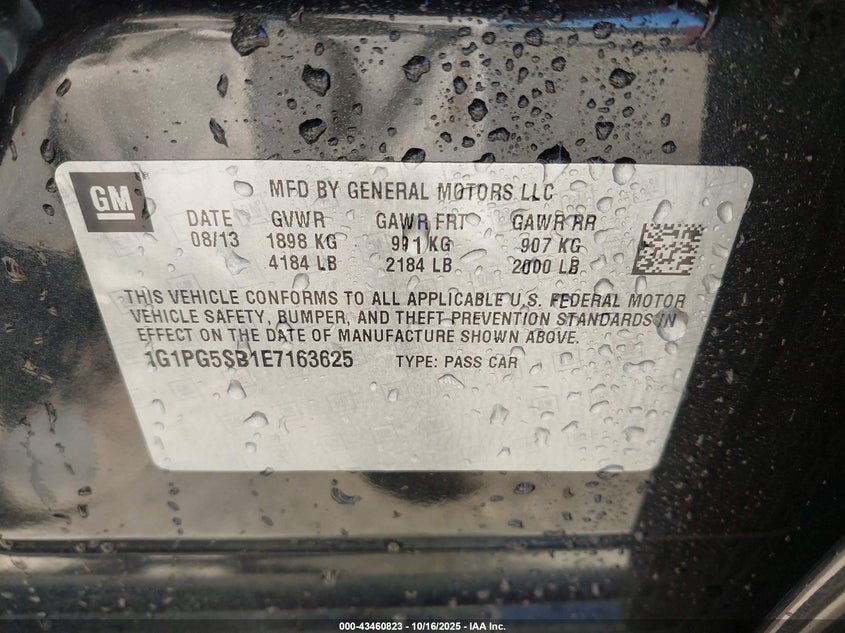 GM
MFD BY GENERAL MOTORS LLC
DATE GVWR GAWR FRT GAWR RR
08/13 1898 KG 991 KG 907 KG
4184 LB 2184 LB 2000 LB
THIS VEHICLE CONFORMS TO ALL APPLICABLE U.S. FEDERAL MOTOR
VEHICLE SAFETY, BUMPER, AND THEFT PREVENTION STANDARDS IN
EFFECT ON THE DATE OF MANUFACTURE SHOWN ABOVE.
1G1PG5SB1E7163625 TYPE: PASS CAR
000-43460823 - 10/16/2025 - IAA Inc.